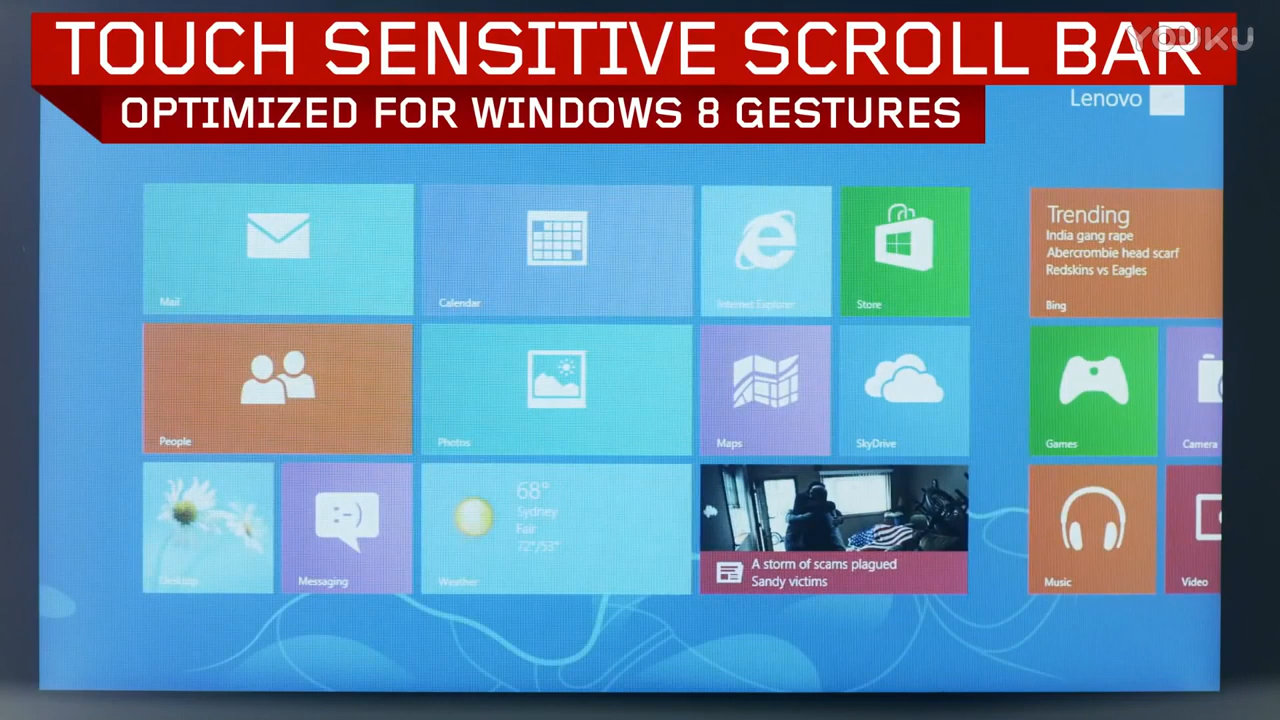 TOUCH SENSITIVE SCROLL BAR
YOUKU
OPTIMIZED FOR WINDOWS 8 GESTURES
Lenovo
Mail
Calendar
Internet Explorer
Store
Trending
India gang rape
Abercrombie head scarf
Redskins vs Eagles
Bing
People
Photos
Maps
SkyDrive
Games
Camera
Desktop
:-)
Messaging
68°
Sydney
Fair
72°/53°
Weather
A storm of scams plagued
Sandy victims
Music
Video